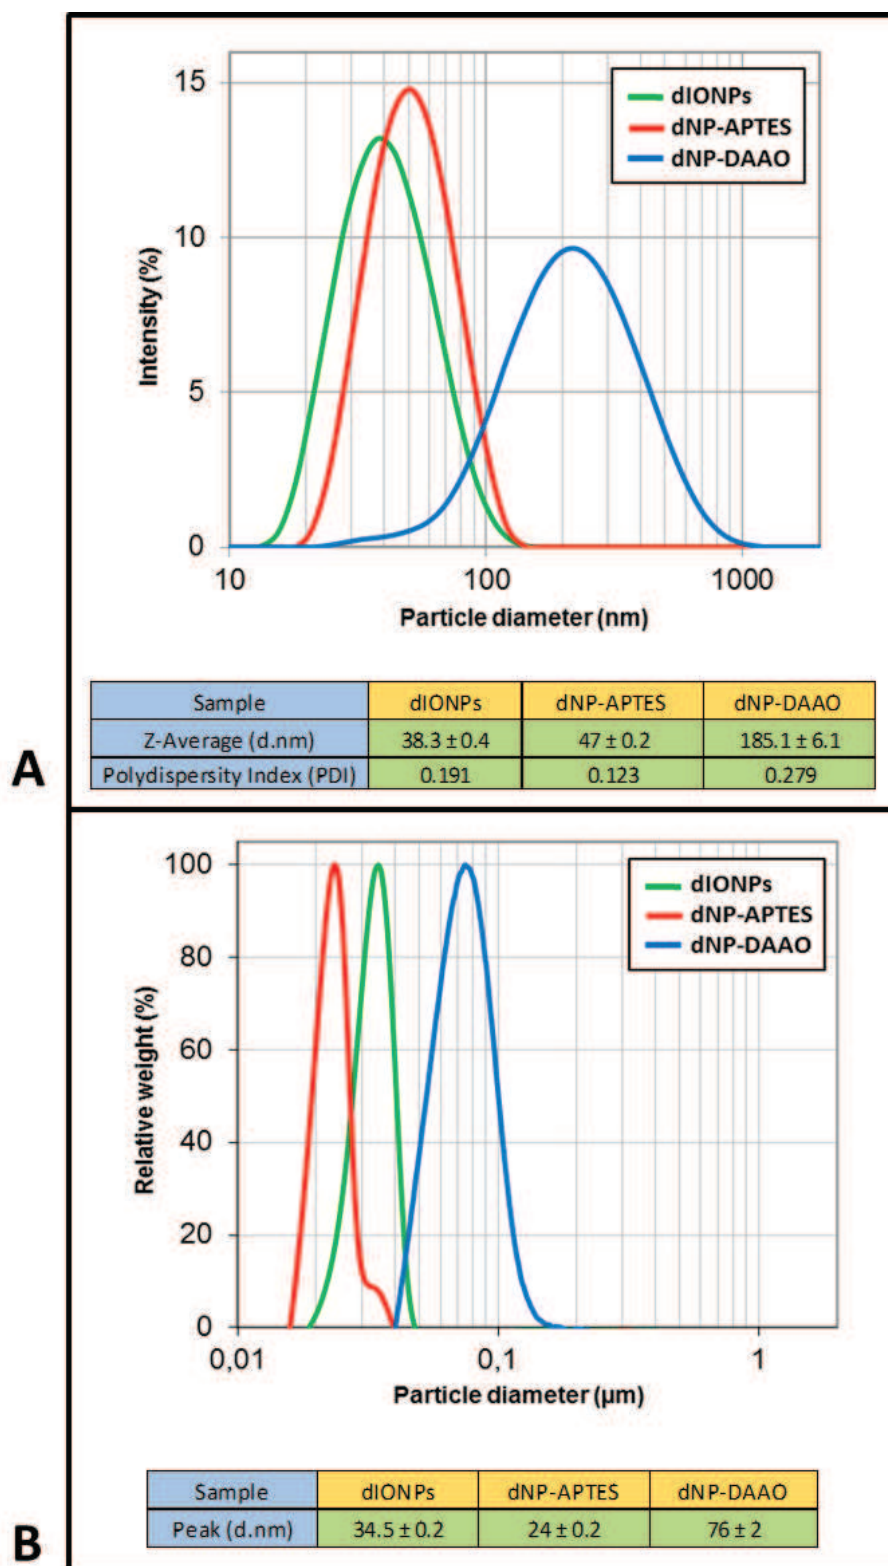 15
10
5
0
Intensity (%)
dIONPs
dNP-APTES
dNP-DAAO
10 100 1000
Particle diameter (nm)
Sample dIONPs dNP-APTES dNP-DAAO
Z-Average (d.nm) 38.3 ± 0.4 47 ± 0.2 185.1 ± 6.1
Polydispersity Index (PDI) 0.191 0.123 0.279
A
100
80
60
40
20
0
Relative weight (%)
dIONPs
dNP-APTES
dNP-DAAO
0,01 0,1 1
Particle diameter (µm)
Sample dIONPs dNP-APTES dNP-DAAO
Peak (d.nm) 34.5 ± 0.2 24 ± 0.2 76 ± 2
B